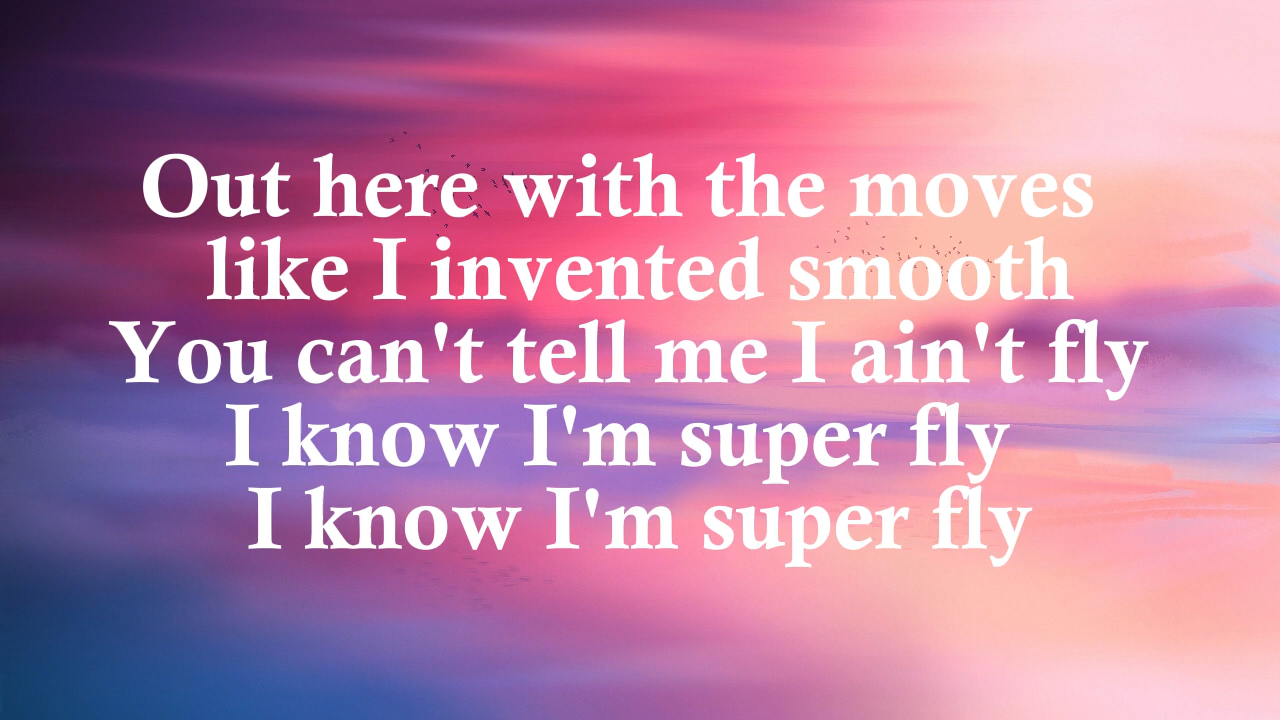 Out here with the moves
like I invented smooth
You can't tell me I ain't fly
I know I'm super fly
I know I'm super fly